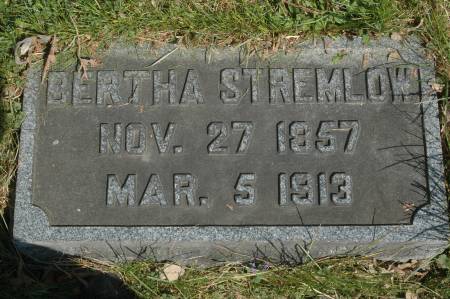 BERTHA STREMLOW
NOV. 27 1857
MAR. 5 1913